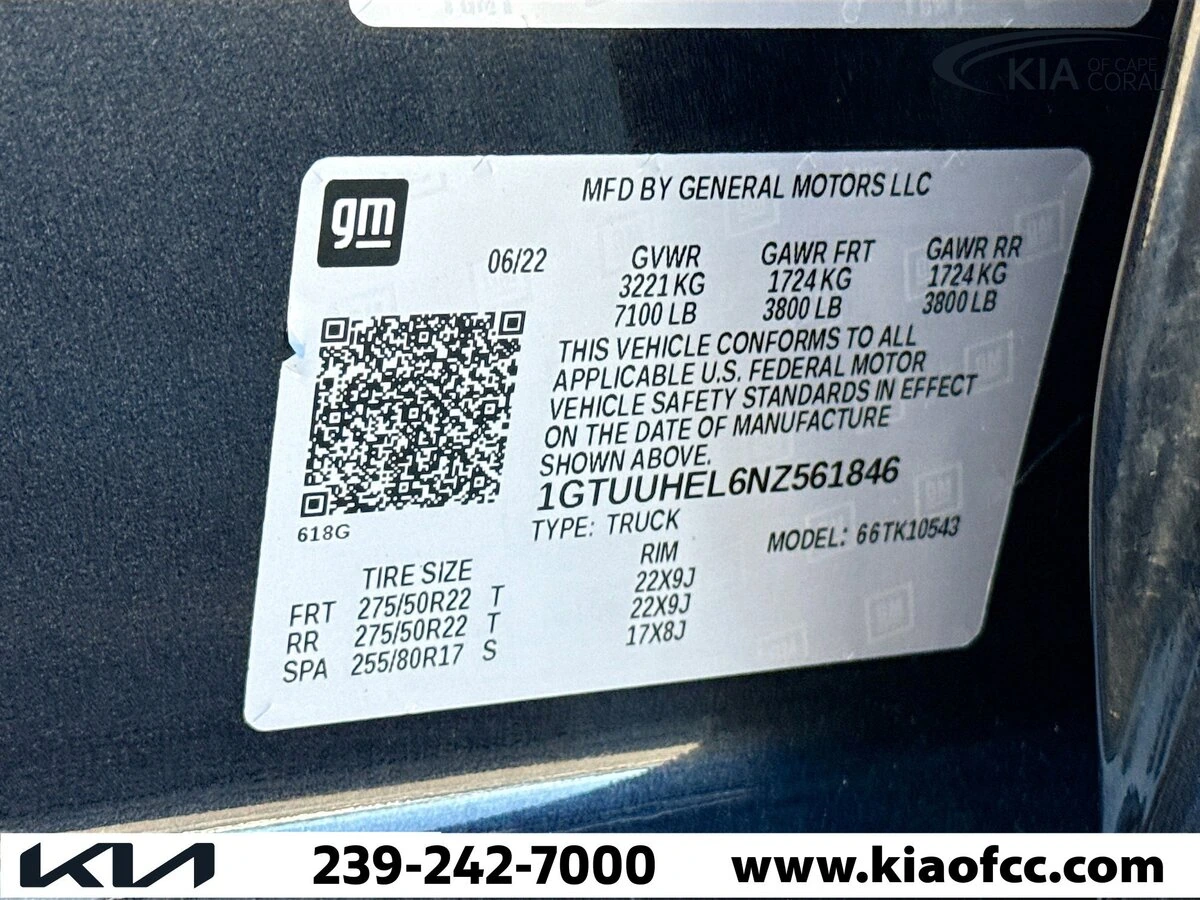 KIA OF CAPE CORAL
gm
MFD BY GENERAL MOTORS LLC
06/22 GVWR GAWR FRT GAWR RR
3221 KG 1724 KG 1724 KG
7100 LB 3800 LB 3800 LB
THIS VEHICLE CONFORMS TO ALL
APPLICABLE U.S. FEDERAL MOTOR
VEHICLE SAFETY STANDARDS IN EFFECT
ON THE DATE OF MANUFACTURE
SHOWN ABOVE.
1GTUUHEL6NZ561846
618G
TYPE: TRUCK MODEL: 66TK10543
TIRE SIZE RIM
FRT 275/50R22 T 22X9J
RR 275/50R22 T 22X9J
SPA 255/80R17 S 17X8J
KIA 239-242-7000 www.kiaofcc.com